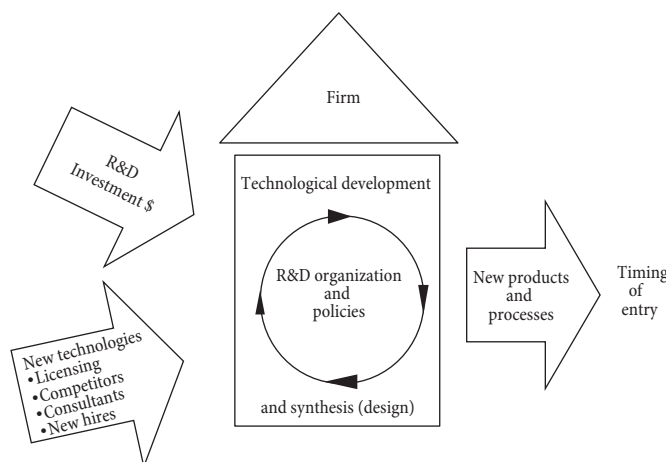 Firm
R&D
Investment $
Technological development
R&D organization
and
policies
and synthesis (design)
New technologies
•Licensing
•Competitors
•Consultants
•New hires
New products
and
processes
Timing
of
entry